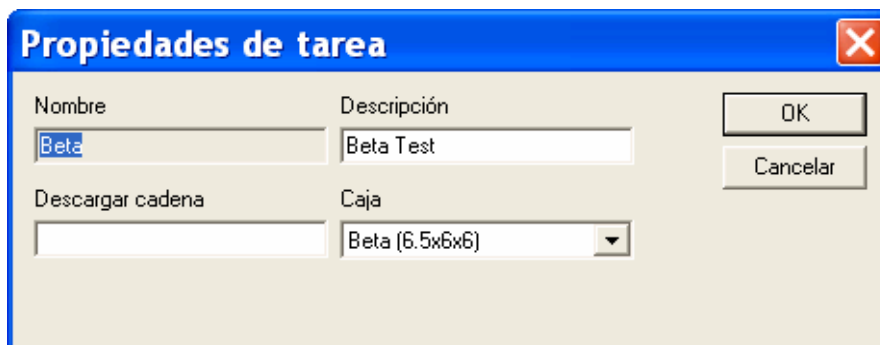 Propiedades de tarea
Nombre Descripción OK
Beta Beta Test
Cancelar
Descargar cadena Caja
Beta (6.5x6x6)